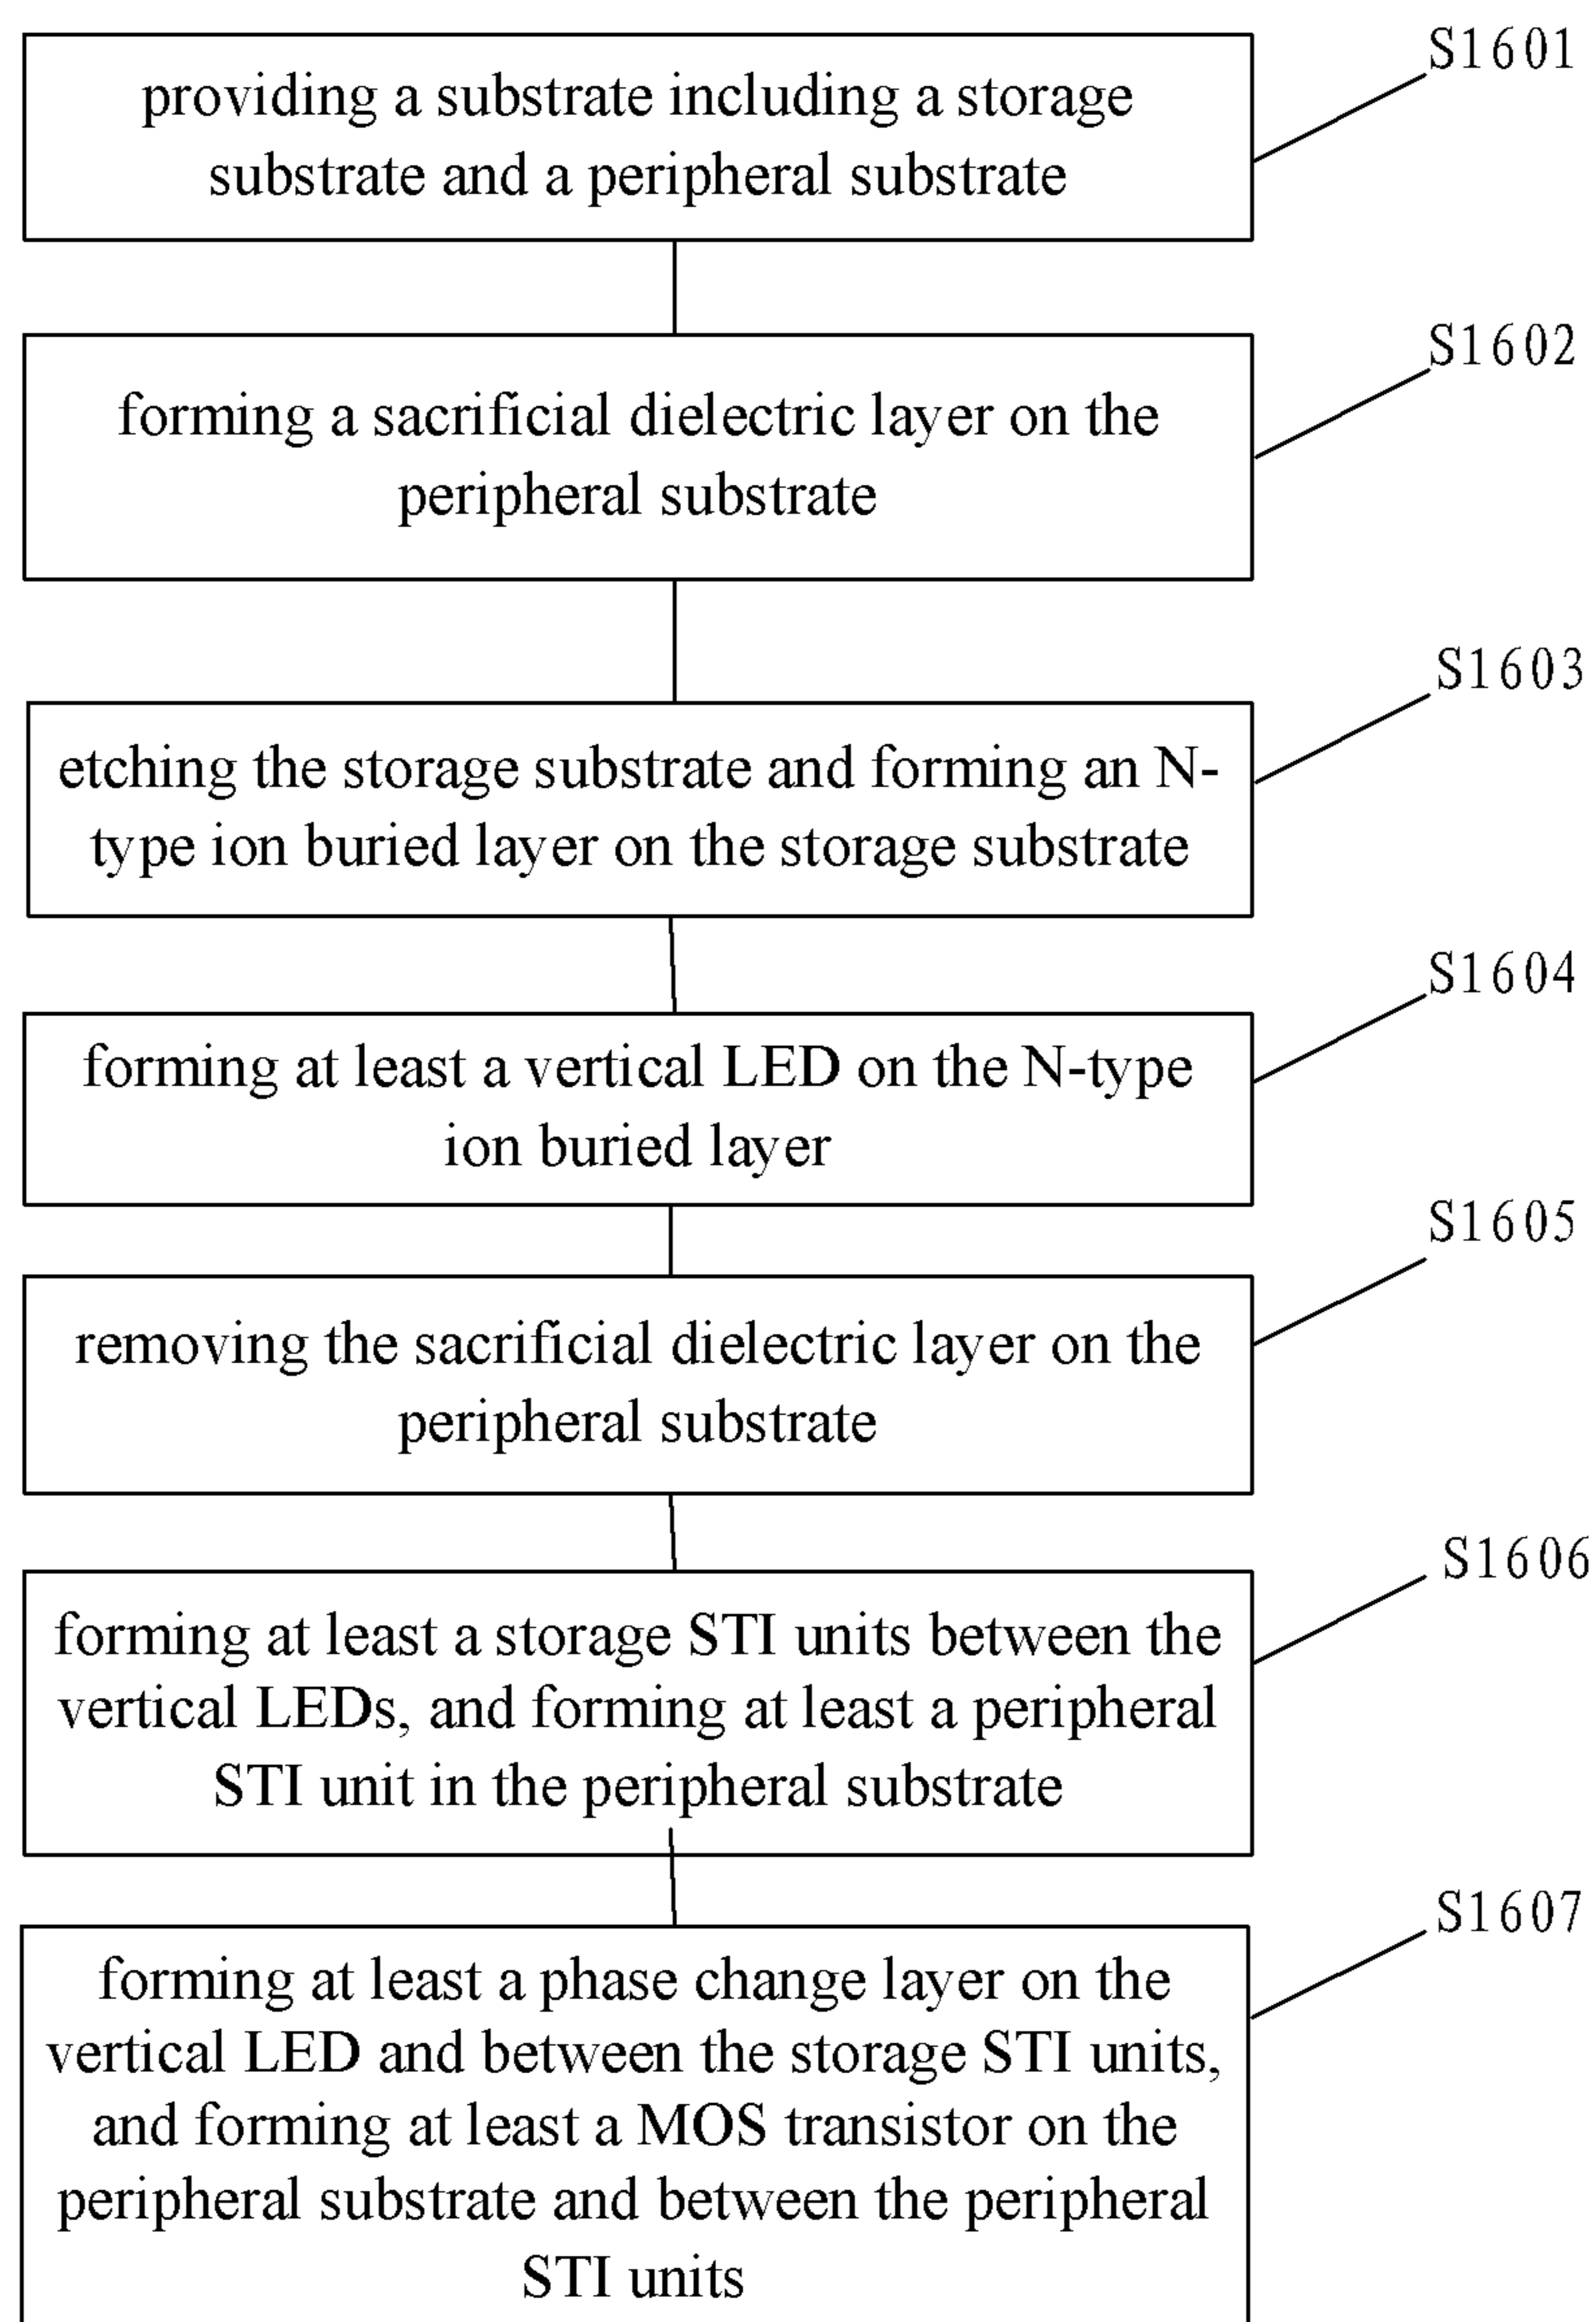 S1601
providing a substrate including a storage
substrate and a peripheral substrate
S1602
forming a sacrificial dielectric layer on the
peripheral substrate
S1603
etching the storage substrate and forming an N-
type ion buried layer on the storage substrate
S1604
forming at least a vertical LED on the N-type
ion buried layer
S1605
removing the sacrificial dielectric layer on the
peripheral substrate
S1606
forming at least a storage STI units between the
vertical LEDs, and forming at least a peripheral
STI unit in the peripheral substrate
S1607
forming at least a phase change layer on the
vertical LED and between the storage STI units,
and forming at least a MOS transistor on the
peripheral substrate and between the peripheral
STI units